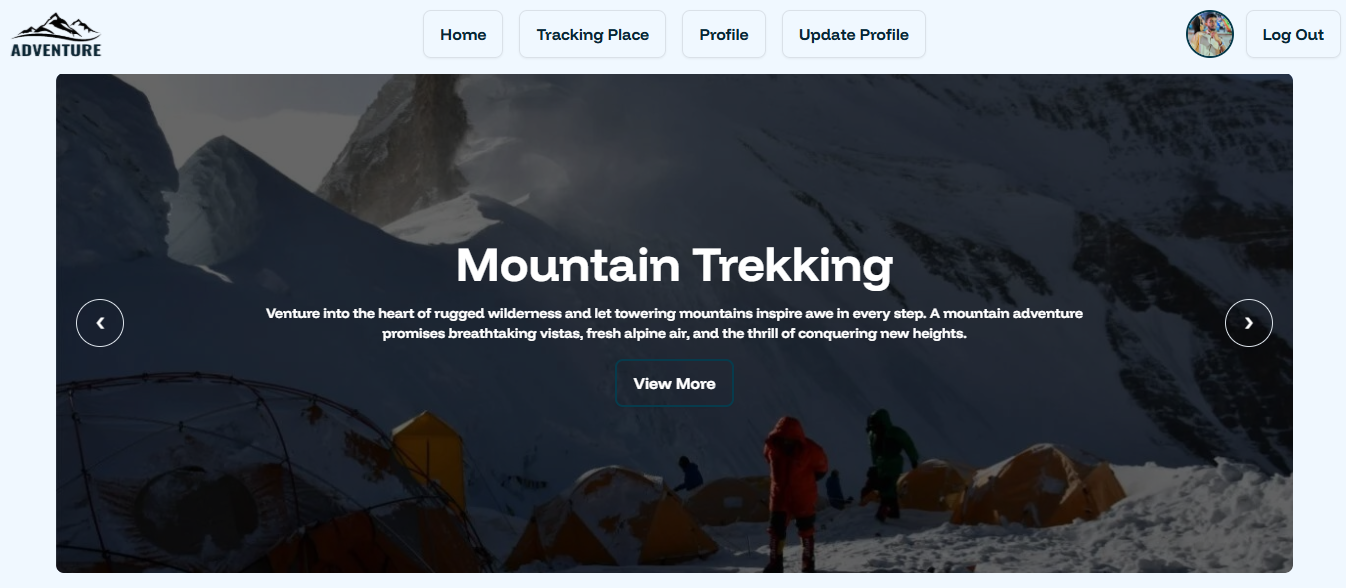 ADVENTURE
Home
Tracking Place
Profile
Update Profile
Log Out
Mountain Trekking
Venture into the heart of rugged wilderness and let towering mountains inspire awe in every step. A mountain adventure
promises breathtaking vistas, fresh alpine air, and the thrill of conquering new heights.
View More